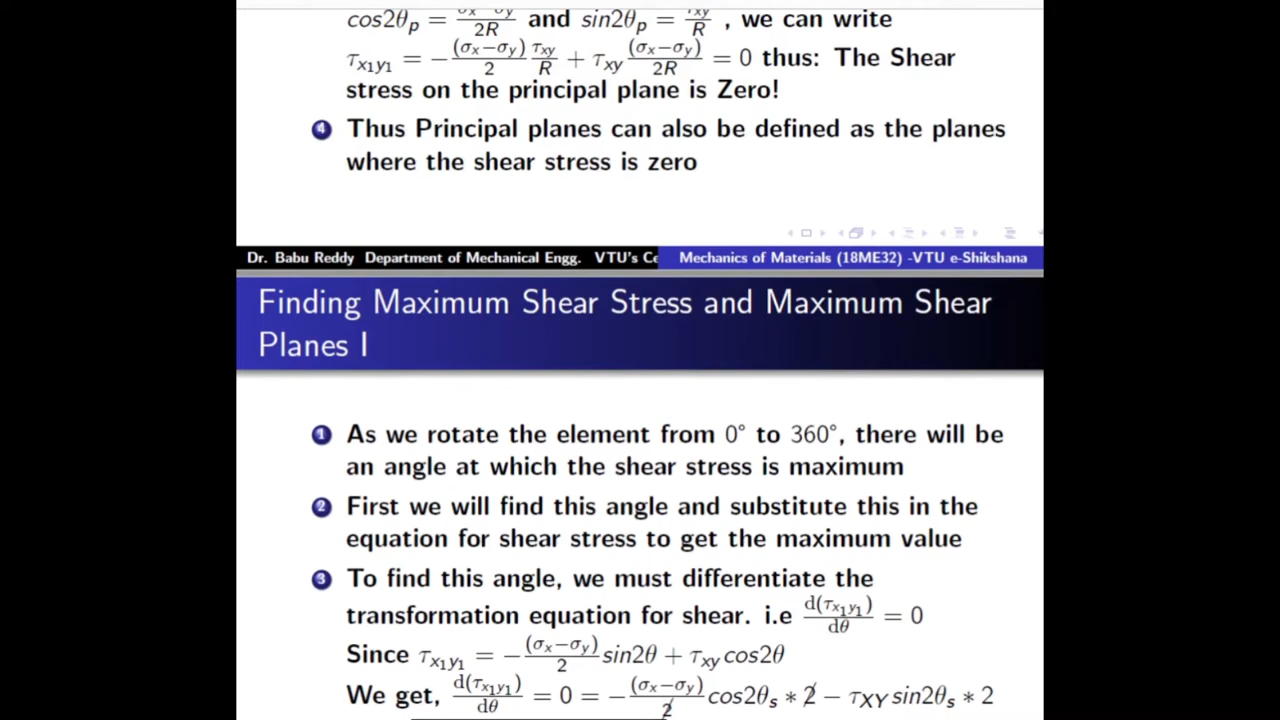 cos2θp = σx−σy/2R and sin2θp = τxy/R , we can write
τx1y1 = −(σx−σy)/2 τxy/R + τxy (σx−σy)/2R = 0 thus: The Shear
stress on the principal plane is Zero!
4 Thus Principal planes can also be defined as the planes
where the shear stress is zero
Dr. Babu Reddy Department of Mechanical Engg. VTU's Ce Mechanics of Materials (18ME32) -VTU e-Shikshana
Finding Maximum Shear Stress and Maximum Shear
Planes I
1 As we rotate the element from 0° to 360°, there will be
an angle at which the shear stress is maximum
2 First we will find this angle and substitute this in the
equation for shear stress to get the maximum value
3 To find this angle, we must differentiate the
transformation equation for shear. i.e d(τx1y1)/dθ = 0
Since τx1y1 = −(σx−σy)/2 sin2θ + τxy cos2θ
We get, d(τx1y1)/dθ = 0 = −(σx−σy)/2 cos2θs * 2 − τXY sin2θs * 2